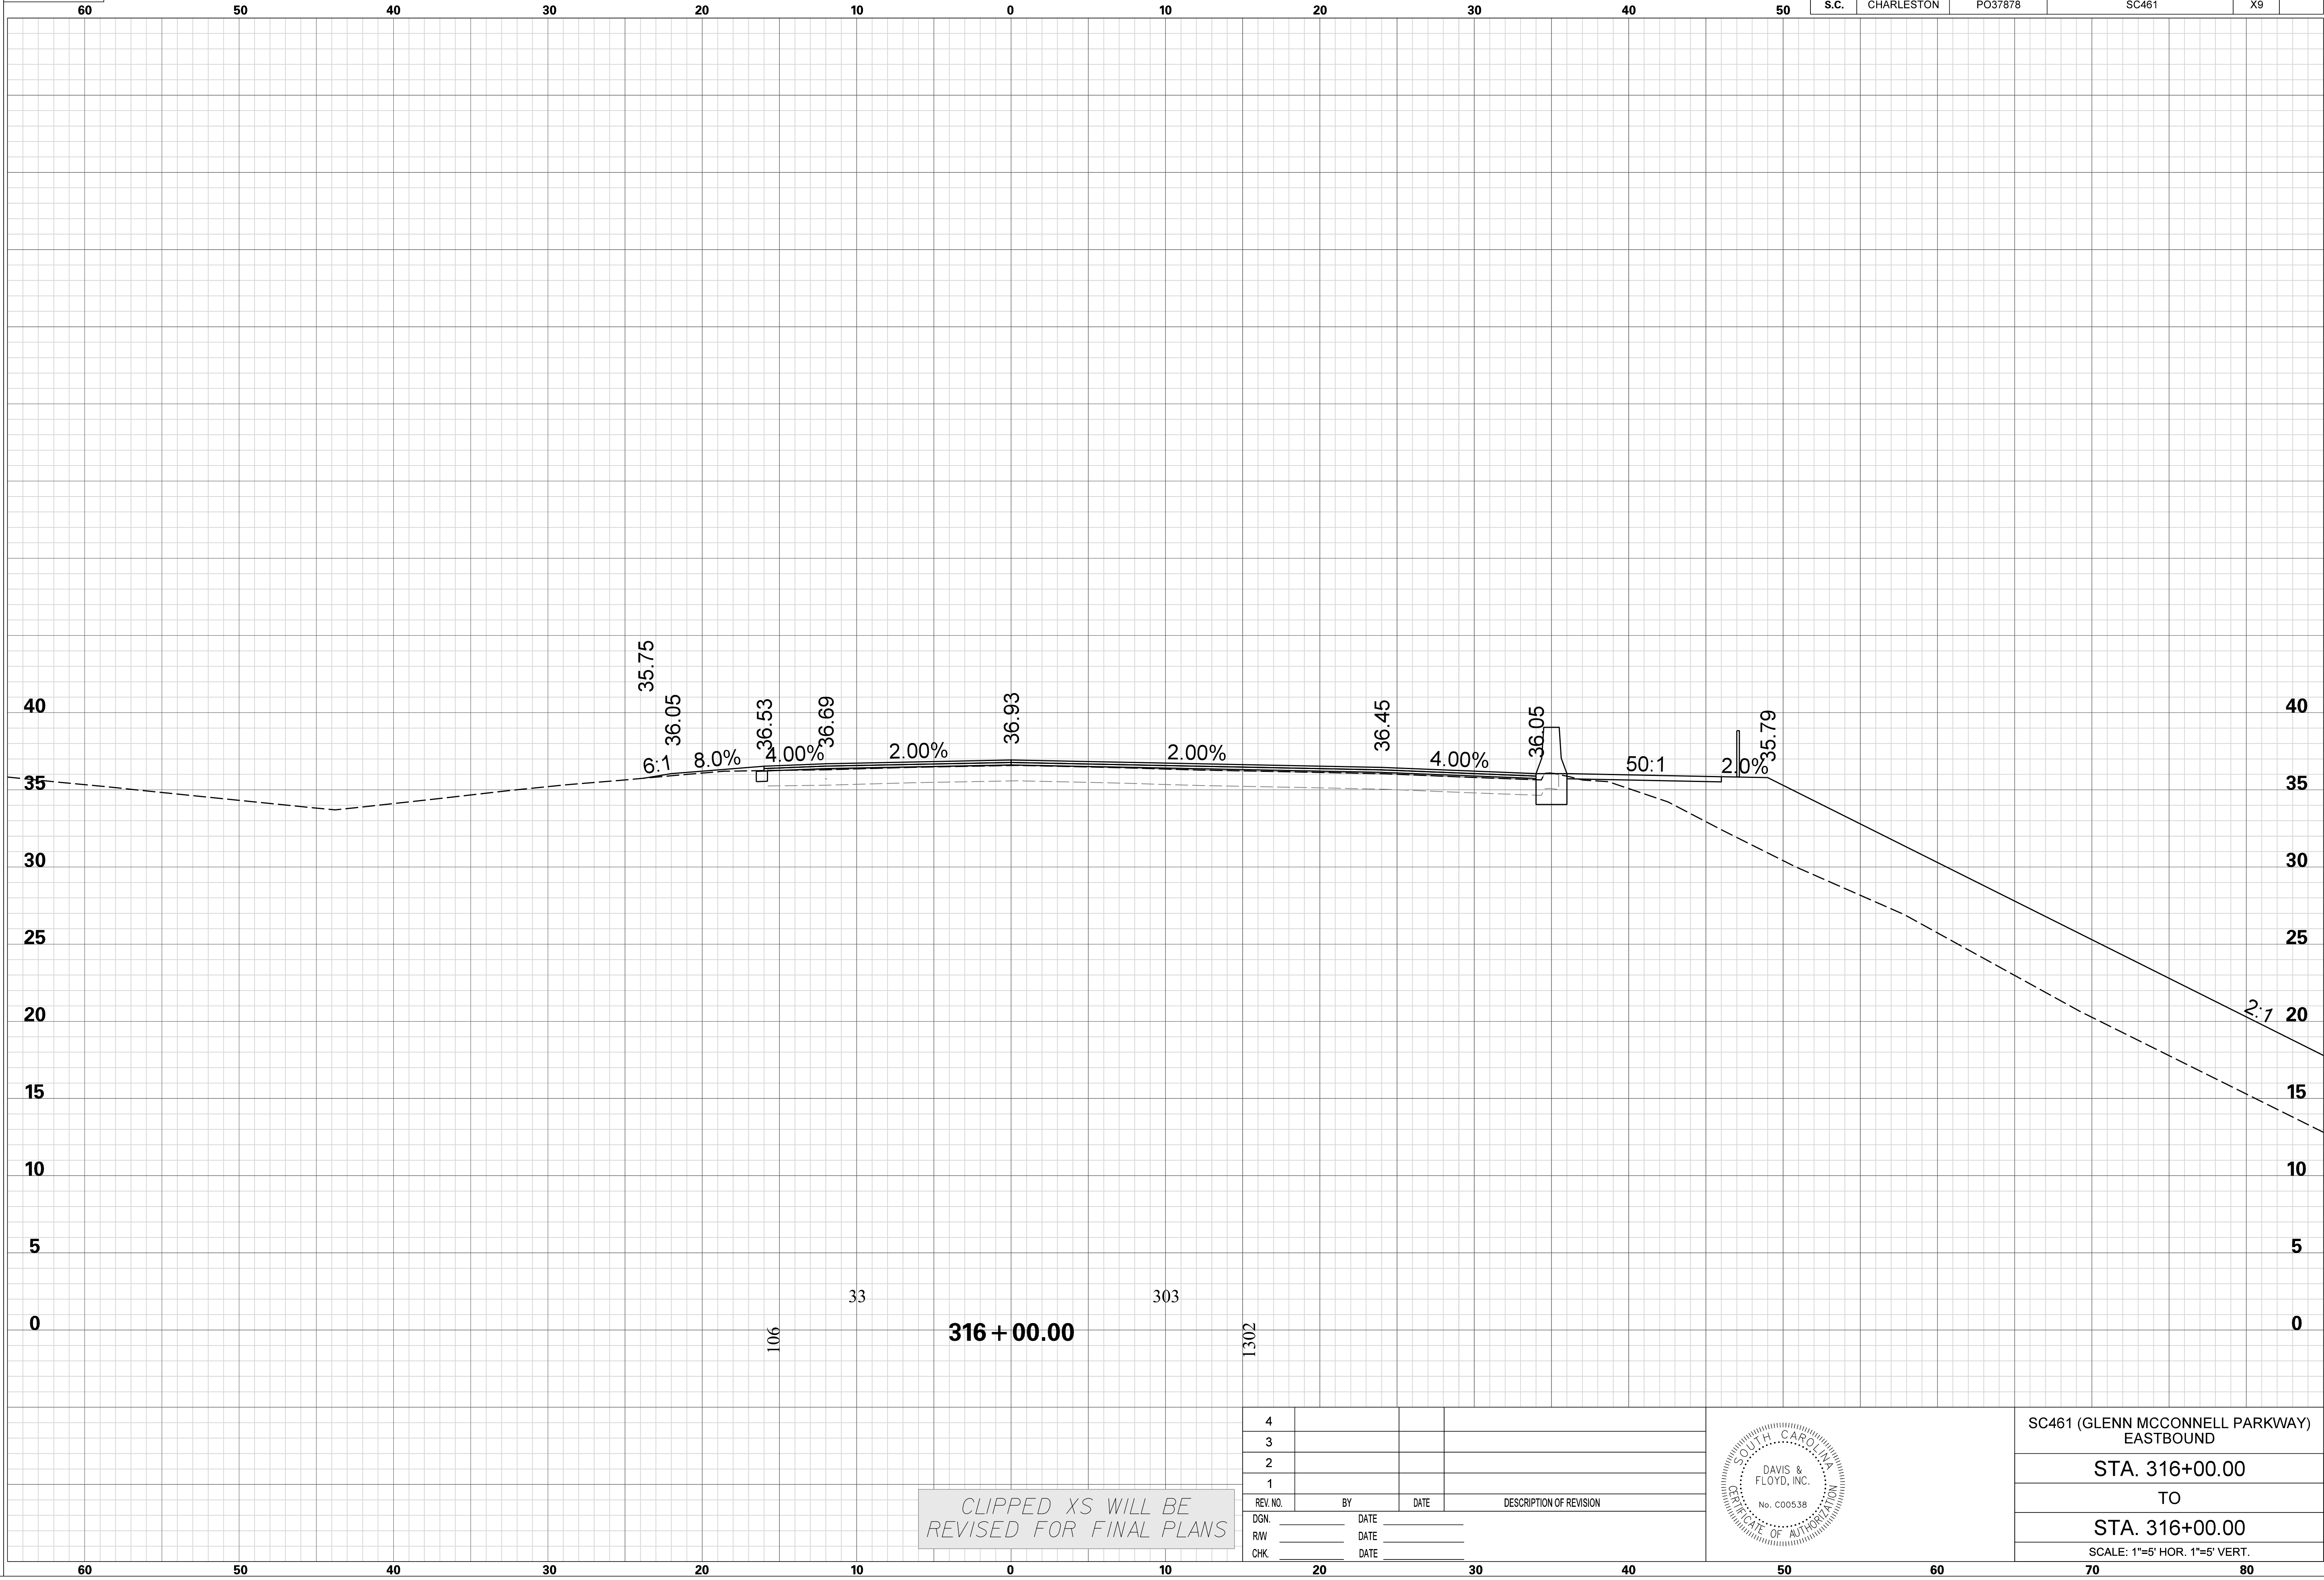 60 50 40 30 20 10 0 10 20 30 40 50
S.C. CHARLESTON PO37878 SC461 X9
35.75
36.05
36.53
36.69
36.93
36.45
36.05
35.79
40 40
6:1 8.0% 4.00% 2.00% 2.00% 4.00% 50:1 2.0%
35 35
30 30
25 25
20 2:1 20
15 15
10 10
5 5
33 303
0 0
106 316+00.00 1302
CLIPPED XS WILL BE
REVISED FOR FINAL PLANS
4
3
2
1
REV. NO. BY DATE DESCRIPTION OF REVISION
DGN. DATE
R/W DATE
CHK. DATE
SOUTH CAROLINA
DAVIS &
FLOYD, INC.
No. C00538
CERTIFICATE OF AUTHORIZATION
SC461 (GLENN MCCONNELL PARKWAY)
EASTBOUND
STA. 316+00.00
TO
STA. 316+00.00
SCALE: 1"=5' HOR. 1"=5' VERT.
60 50 40 30 20 10 0 10 20 30 40 50 60 70 80